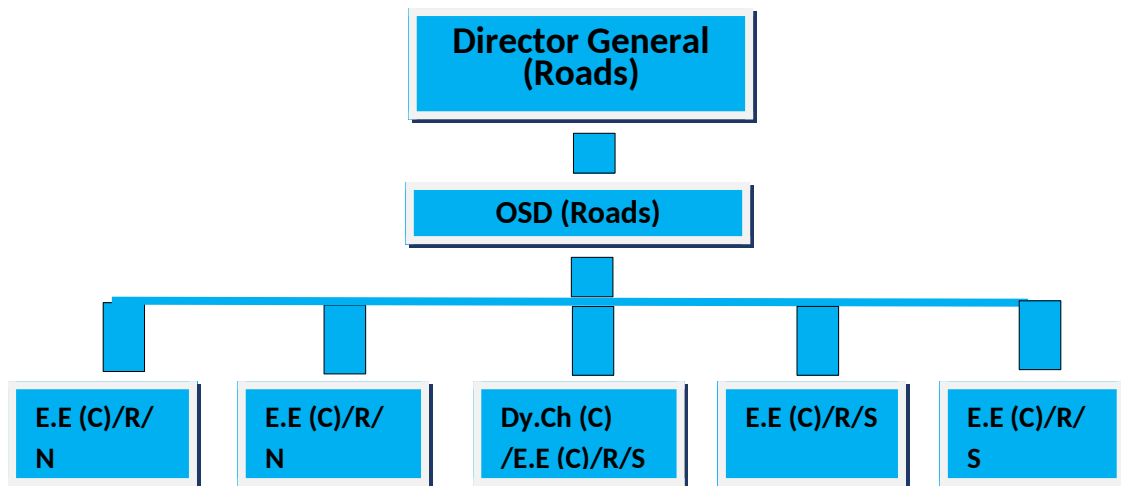 Director General
(Roads)
OSD (Roads)
E.E (C)/R/
N
E.E (C)/R/
N
Dy.Ch (C)
/E.E (C)/R/S
E.E (C)/R/S
E.E (C)/R/
S